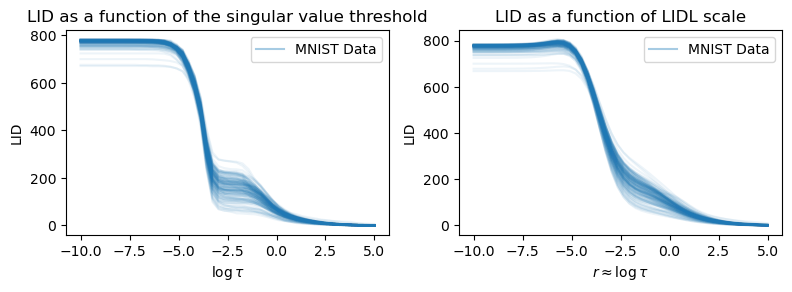 LID as a function of the singular value threshold
800
600
400
200
0
LID
−10.0 −7.5 −5.0 −2.5 0.0 2.5 5.0
log τ
MNIST Data
LID as a function of LIDL scale
800
600
400
200
0
LID
−10.0 −7.5 −5.0 −2.5 0.0 2.5 5.0
r ≈ log τ
MNIST Data